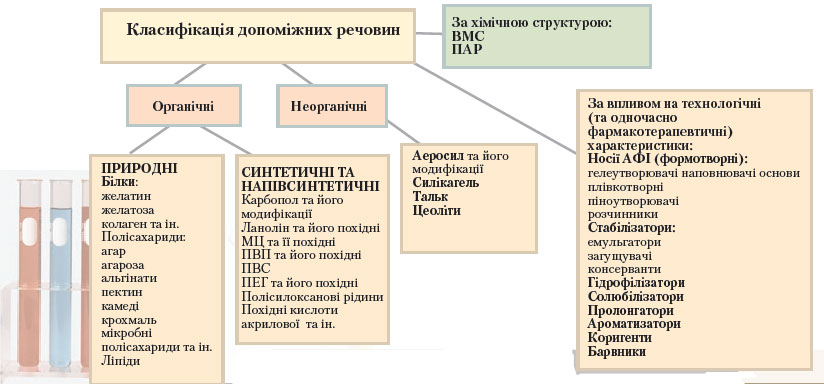 Класифікація допоміжних речовин
За хімічною структурою:
ВМС
ПАР
Органічні
Неорганічні
ПРИРОДНІ
Білки:
желатин
желатоза
колаген та ін.
Полісахариди:
агар
агароза
альгінати
пектин
камеді
крохмаль
мікробні
полісахариди та ін.
Ліпіди
СИНТЕТИЧНІ ТА
НАПІВСИНТЕТИЧНІ
Карбопол та його
модифікації
Ланолін та його похідні
МЦ та її похідні
ПВП та його похідні
ПВС
ПЕГ та його похідні
Полісилоксанові рідини
Похідні кислоти
акрилової та ін.
Аеросил та його
модифікації
Силікагель
Тальк
Цеоліти
За впливом на технологічні
(та одночасно
фармакотерапевтичні)
характеристики:
Носії АФІ (формотворні):
гелеутворювачі наповнювачі основи
плівкотворні
піноутворювачі
розчинники
Стабілізатори:
емульгатори
загущувачі
консерванти
Гідрофілізатори
Солюбілізатори
Пролонгатори
Ароматизатори
Коригенти
Барвники